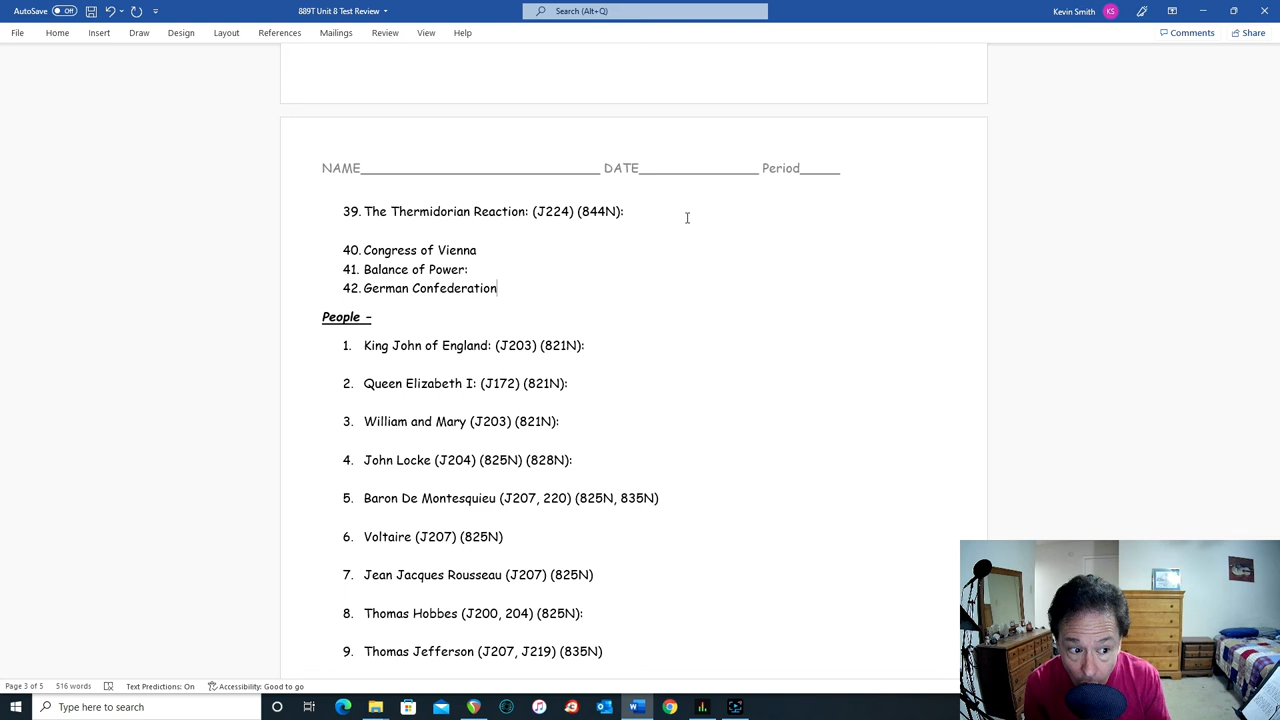 AutoSave Off 889T Unit 8 Test Review Search (Alt+Q) Kevin Smith KS
File Home Insert Draw Design Layout References Mailings Review View Help Comments Share
NAME______________________________ DATE_______________ Period_____
39. The Thermidorian Reaction: (J224) (844N):
40. Congress of Vienna
41. Balance of Power:
42. German Confederation
People -
1. King John of England: (J203) (821N):
2. Queen Elizabeth I: (J172) (821N):
3. William and Mary (J203) (821N):
4. John Locke (J204) (825N) (828N):
5. Baron De Montesquieu (J207, 220) (825N, 835N)
6. Voltaire (J207) (825N)
7. Jean Jacques Rousseau (J207) (825N)
8. Thomas Hobbes (J200, 204) (825N):
9. Thomas Jefferson (J207, J219) (835N)
Page 3 of 5 516 words Text Predictions: On Accessibility: Good to go
Type here to search